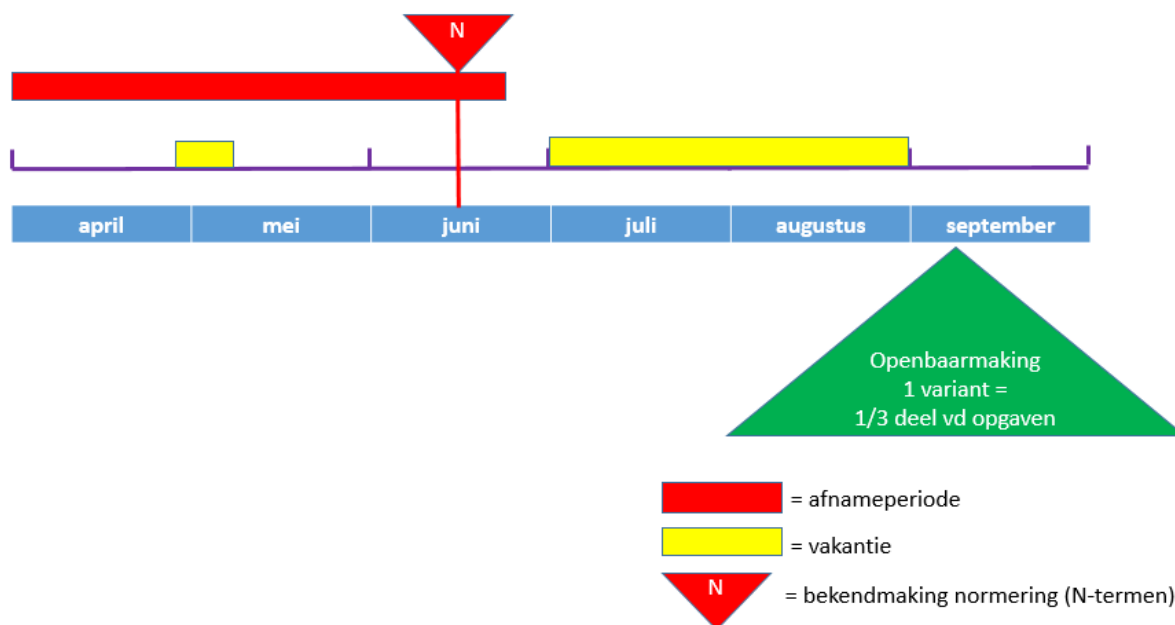 N
april
mei
juni
juli
augustus
september
Openbaarmaking
1 variant =
1/3 deel vd opgaven
= afnameperiode
= vakantie
N
= bekendmaking normering (N-termen)